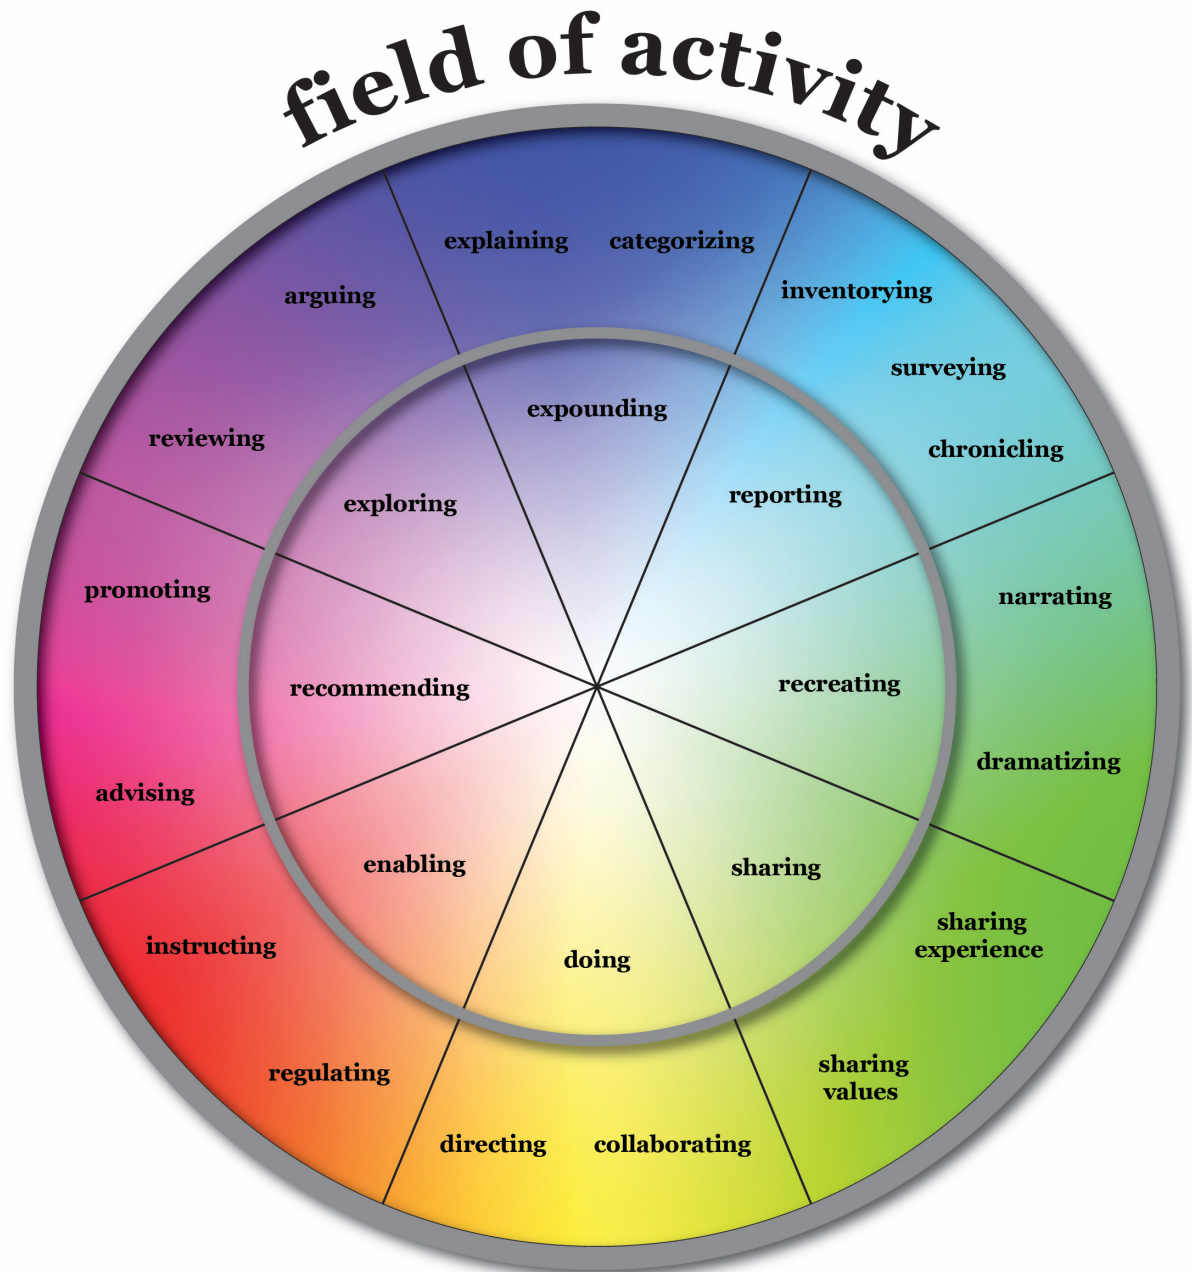 field of activity
explaining
categorizing
arguing
inventorying
surveying
expounding
reviewing
chronicling
exploring
reporting
promoting
narrating
recommending
recreating
dramatizing
advising
enabling
sharing
instructing
sharing
experience
doing
regulating
sharing
values
directing
collaborating